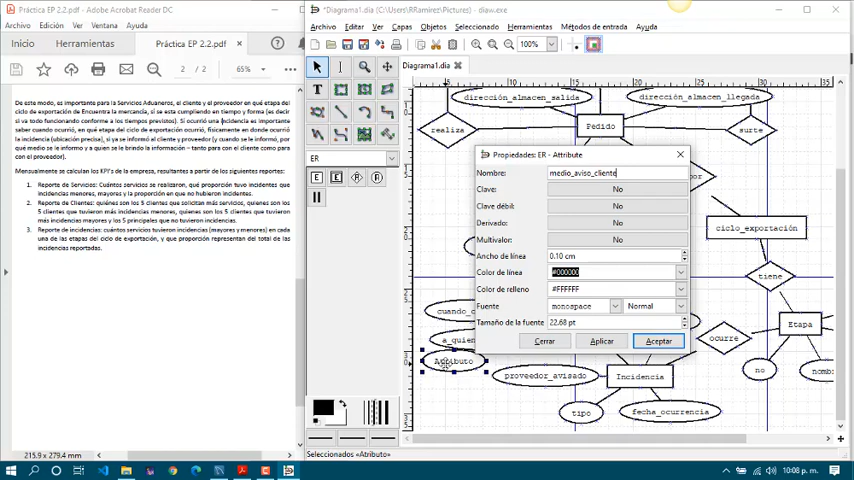 Práctica EP 2.2.pdf - Adobe Acrobat Reader DC
Archivo Edición Ver Ventana Ayuda
Inicio Herramientas Práctica EP 2.2.pdf
2 / 2 65%
De este modo, es importante para la Servicios Aduaneros, el cliente y el proveedor en qué etapa del
ciclo de exportación de Encuentra la mercancía, si se esta cumpliendo en tiempo y forma (es decir
si va todo funcionando conforme a los tiempos previstos). Si ocurrió una incidencia es importante
saber cuando ocurrió, en qué etapa del ciclo de exportación ocurrió, fisicamente en donde ocurrió
la incidencia (ubicación precisa), si ya se informó al cliente y proveedor (y cuando se le informó, por
qué medio se le informo y a quien se le brindo la información – tanto para el cliente como para
con el proveedor).
Mensualmente se calculan los KPI's de la empresa, resultantes a partir de los siguientes reportes:
1. Reporte de Servicios: Cuántos servicios se realizaron, qué proporción tuvo incidentes que
incidencias menores, mayores y la proporción en que no hubieron incidentes.
2. Reporte de Clientes: quiénes son los 5 clientes que solicitan más servicios, quienes son los
5 clientes que tuvieron más incidencias menores, quienes son los 5 clientes que tuvieron
más incidencias mayores y los 5 principales que no tuvieron incidencias.
3. Reporte de incidencias: cuántos servicios tuvieron incidencias (mayores y menores) en cada
una de las etapas del ciclo de exportación, y que proporción representan del total de las
incidencias reportadas.
215.9 x 279.4 mm
*Diagrama1.dia (C:\Users\RRamirez\Pictures) - diaw.exe
Archivo Editar Ver Capas Objetos Seleccionado Herramientas Métodos de entrada Ayuda
100%
Diagrama1.dia
ER
5 10 15 20 25 30 35
dirección_almacen_salida
dirección_almacen_llegada
realiza
Pedido
surte
por
ciclo_exportación
tiene
Etapa
ocurre
no
nomb
cuando_c
a_quien
Atributo
proveedor_avisado
Incidencia
tipo
fecha_ocurrencia
Propiedades: ER - Attribute
Nombre: medio_aviso_cliente
Clave: No
Clave débil: No
Derivado: No
Multivalor: No
Ancho de línea 0.10 cm
Color de línea #000000
Color de relleno #FFFFFF
Fuente monospace Normal
Tamaño de la fuente 22.68 pt
Cerrar Aplicar Aceptar
Seleccionados «Atributo»
10:08 p. m.